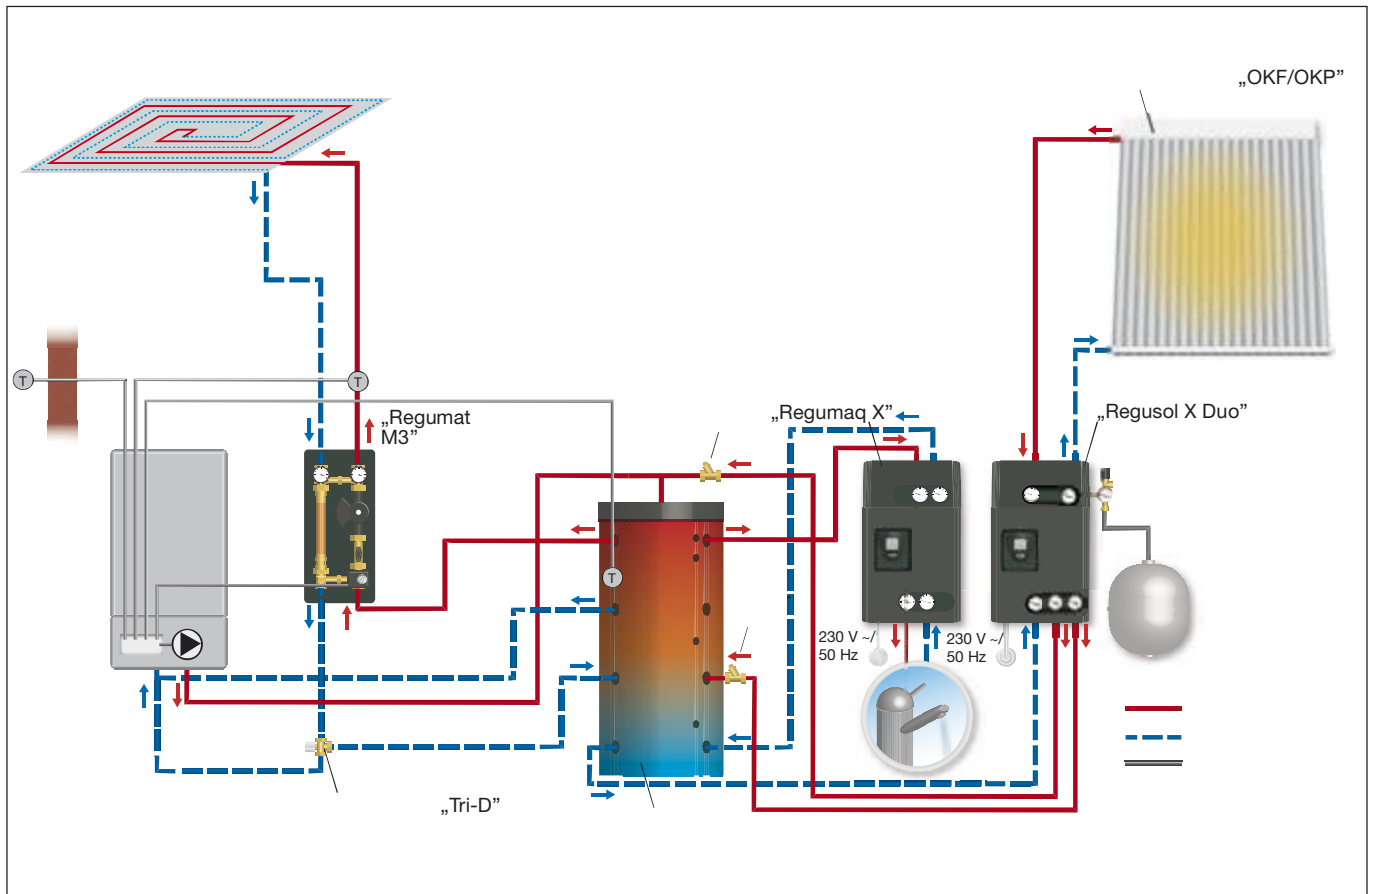 „OKF/OKP”
T
T
„Regumat
M3”
„Regumaq X”
„Regusol X Duo”
T
230 V ~/
50 Hz
230 V ~/
50 Hz
„Tri-D”